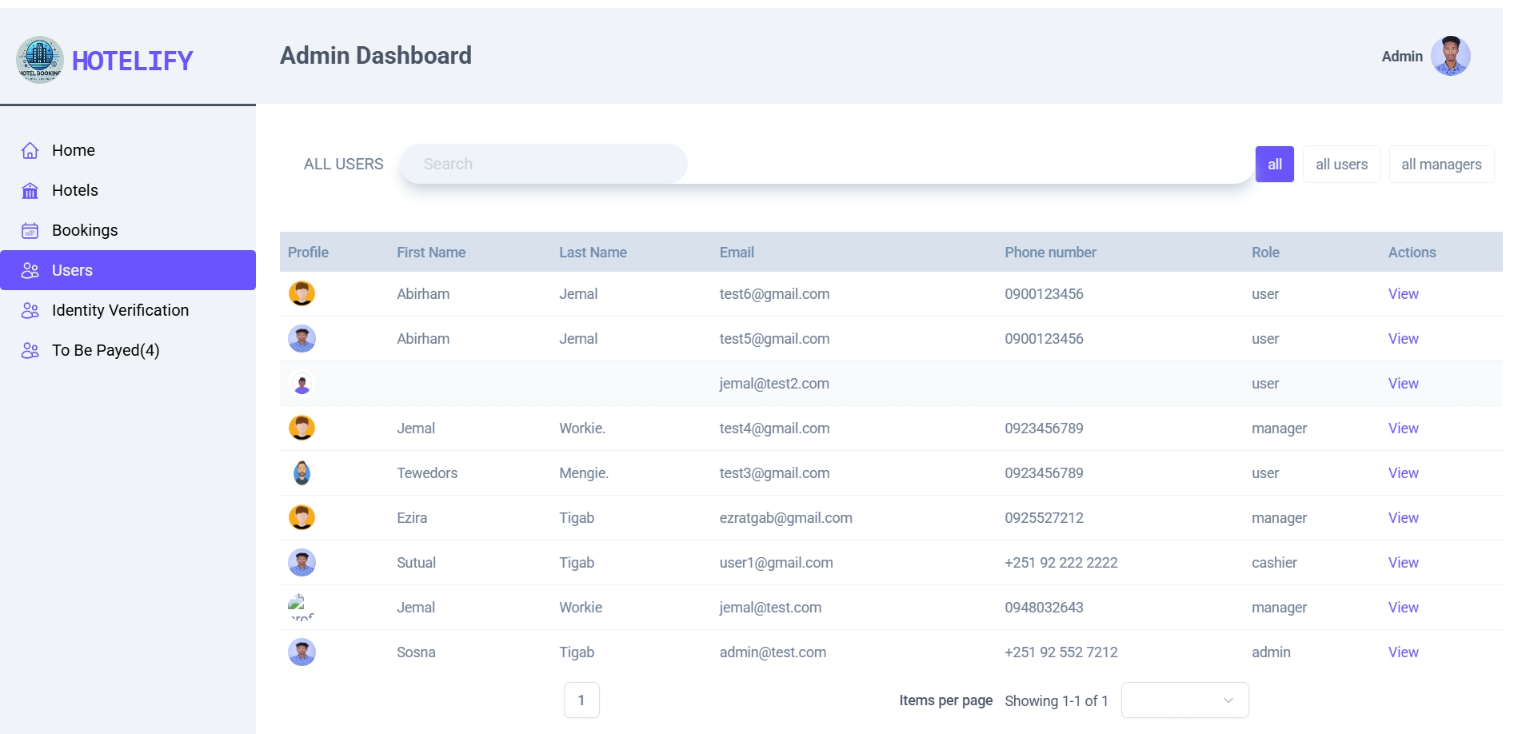 HOTELIFY
Admin Dashboard
Admin
Home
Hotels
Bookings
Users
Identity Verification
To Be Payed(4)
ALL USERS Search all all users all managers
Profile First Name Last Name Email Phone number Role Actions
Abirham Jemal test6@gmail.com 0900123456 user View
Abirham Jemal test5@gmail.com 0900123456 user View
jemal@test2.com user View
Jemal Workie. test4@gmail.com 0923456789 manager View
Tewedors Mengie. test3@gmail.com 0923456789 user View
Ezira Tigab ezratgab@gmail.com 0925527212 manager View
Sutual Tigab user1@gmail.com +251 92 222 2222 cashier View
Jemal Workie jemal@test.com 0948032643 manager View
Sosna Tigab admin@test.com +251 92 552 7212 admin View
1 Items per page Showing 1-1 of 1